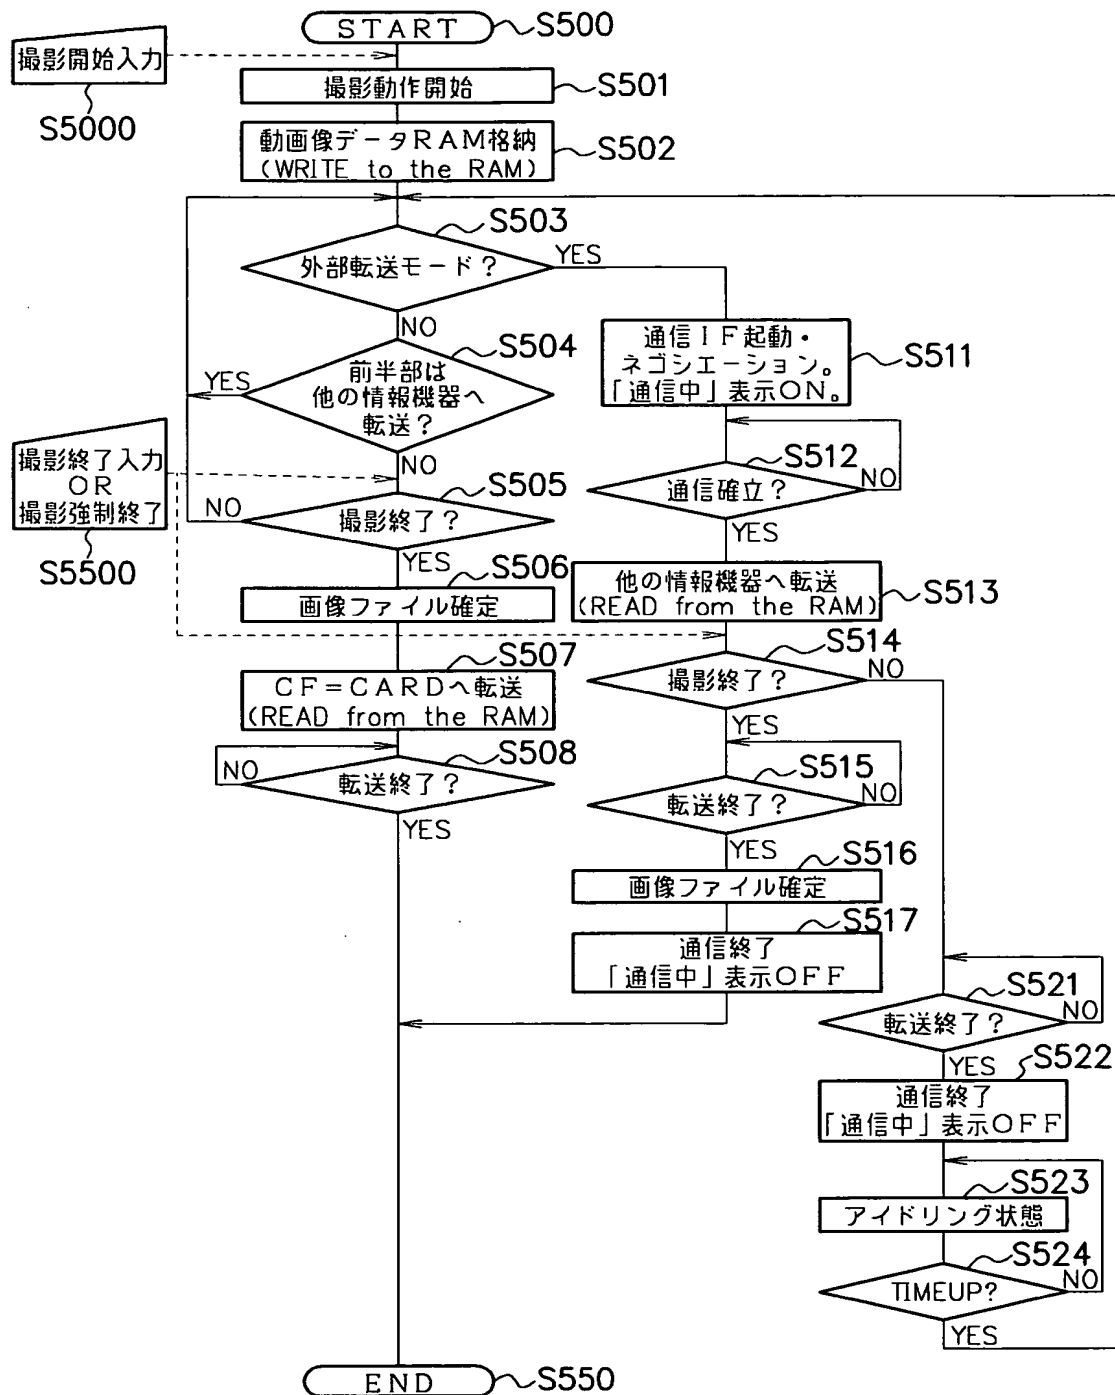 START
S500
撮影開始入力
S5000
撮影動作開始
S501
動画像データRAM格納
(WRITE to the RAM)
S502
S503
外部転送モード?
YES
NO
S504
YES
前半部は
他の情報機器へ
転送?
NO
通信IF起動・
ネゴシエーション。
「通信中」表示ON。
S511
撮影終了入力
OR
撮影強制終了
S5500
S505
NO
撮影終了?
YES
S512
通信確立?
NO
YES
S506
画像ファイル確定
他の情報機器へ転送
(READ from the RAM)
S513
S507
CF=CARDへ転送
(READ from the RAM)
S514
撮影終了?
NO
YES
S508
NO
転送終了?
YES
S515
転送終了?
NO
YES
S516
画像ファイル確定
S517
通信終了
「通信中」表示OFF
S521
転送終了?
NO
YES
S522
通信終了
「通信中」表示OFF
S523
アイドリング状態
S524
TIMEUP?
NO
YES
END
S550